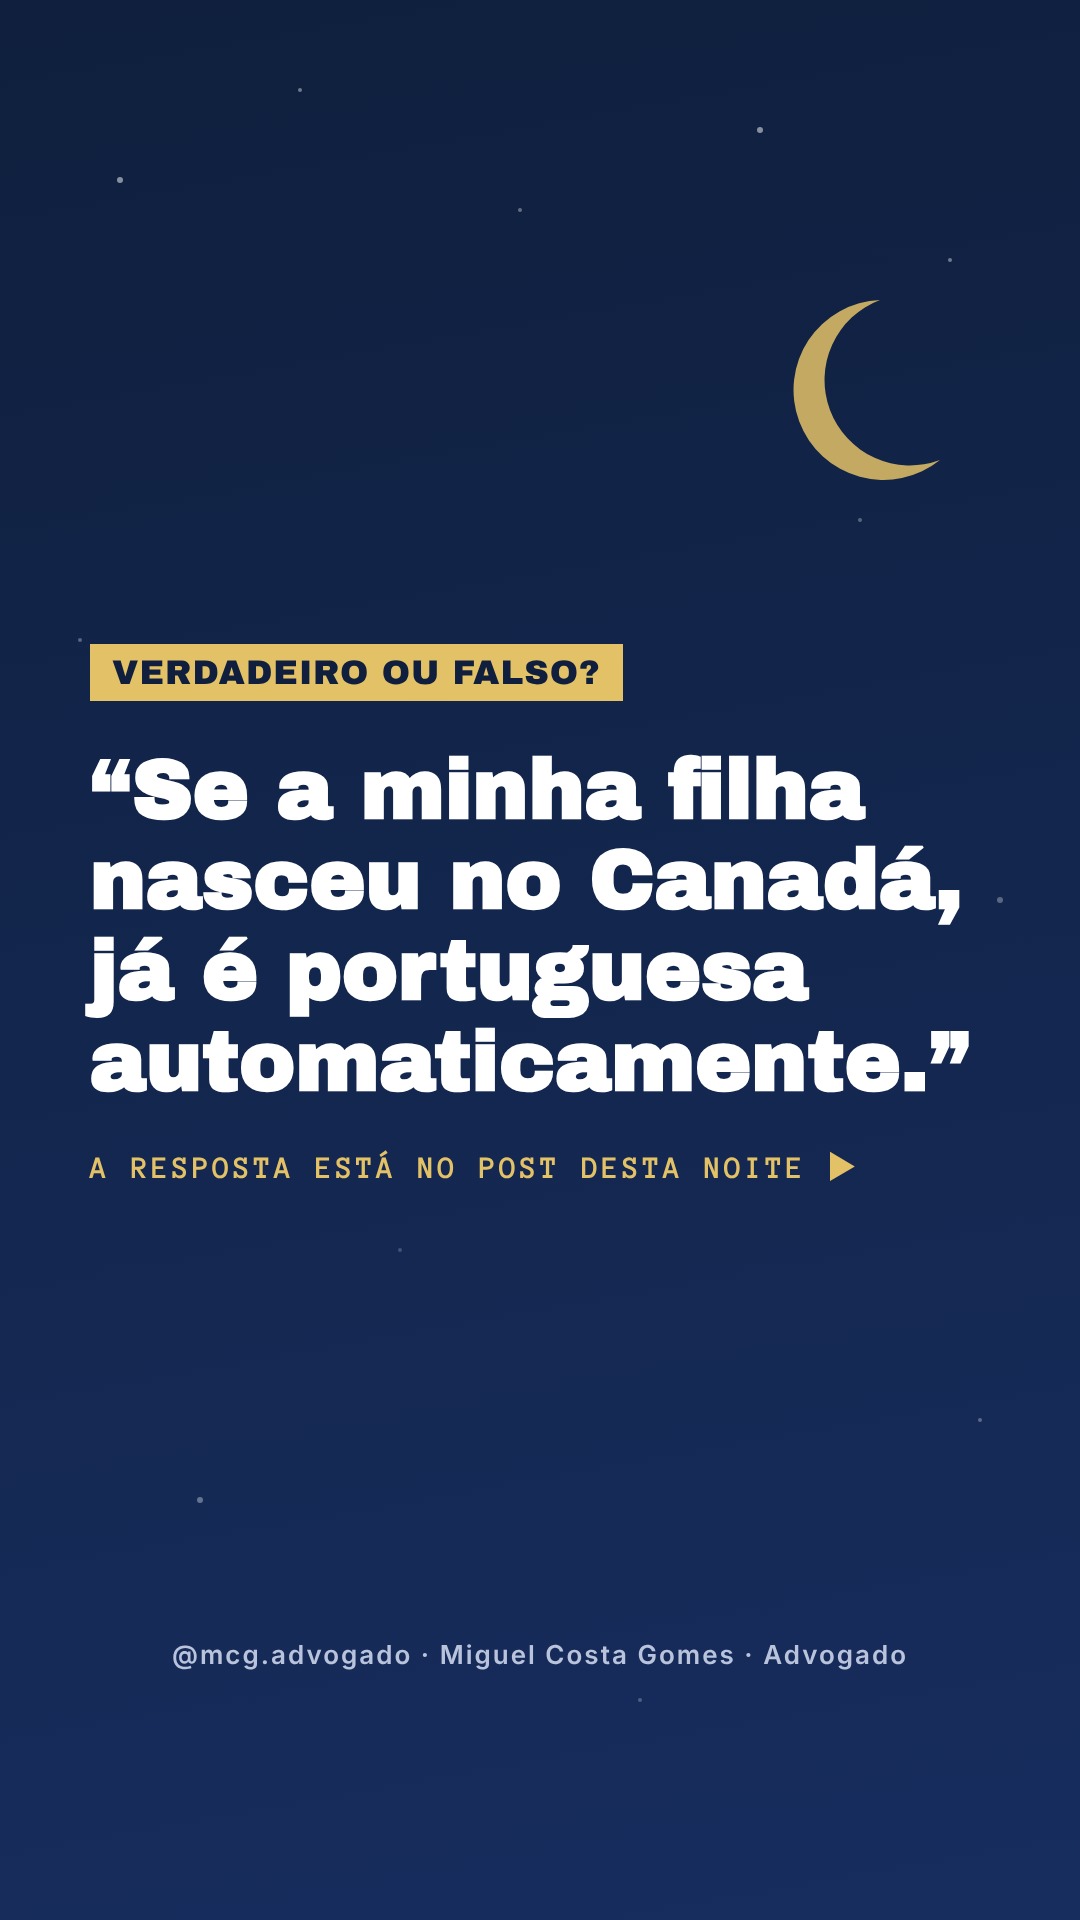 VERDADEIRO OU FALSO?
“Se a minha filha
nasceu no Canadá,
já é portuguesa
automaticamente.”
A RESPOSTA ESTÁ NO POST DESTA NOITE ▶
@mcg.advogado · Miguel Costa Gomes · Advogado